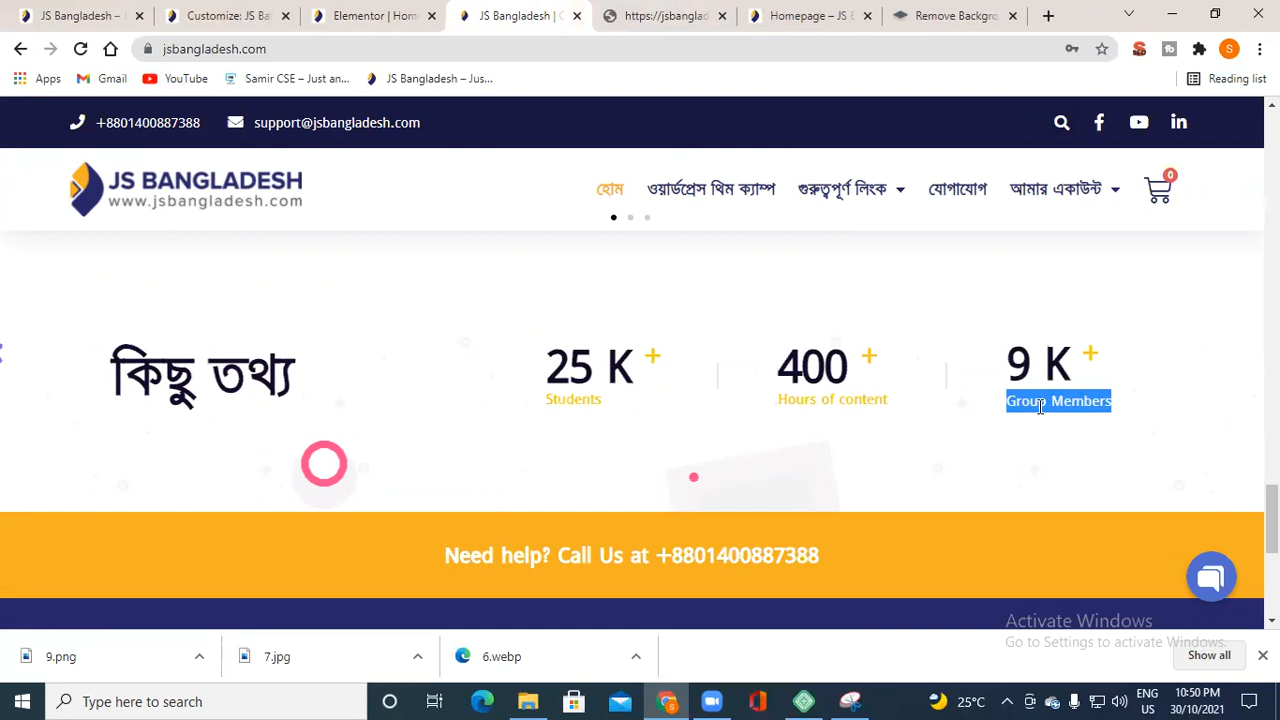 JS Bangladesh –
Customize: JS Ba
Elementor | Hom
JS Bangladesh | C
https://jsbanglad
Homepage – JS B
Remove Backgro
jsbangladesh.com
Apps
Gmail
YouTube
Samir CSE – Just an...
JS Bangladesh – Jus...
Reading list
+8801400887388
support@jsbangladesh.com
JS BANGLADESH
www.jsbangladesh.com
হোম
ওয়ার্ডপ্রেস থিম ক্যাম্প
গুরুত্বপূর্ণ লিংক
যোগাযোগ
আমার একাউন্ট
0
কিছু তথ্য
25 K +
Students
400 +
Hours of content
9 K +
Group Members
Need help? Call Us at +8801400887388
Activate Windows
Go to Settings to activate Windows.
9.png
7.jpg
6.webp
Show all
Type here to search
25°C
ENG
US
10:50 PM
30/10/2021